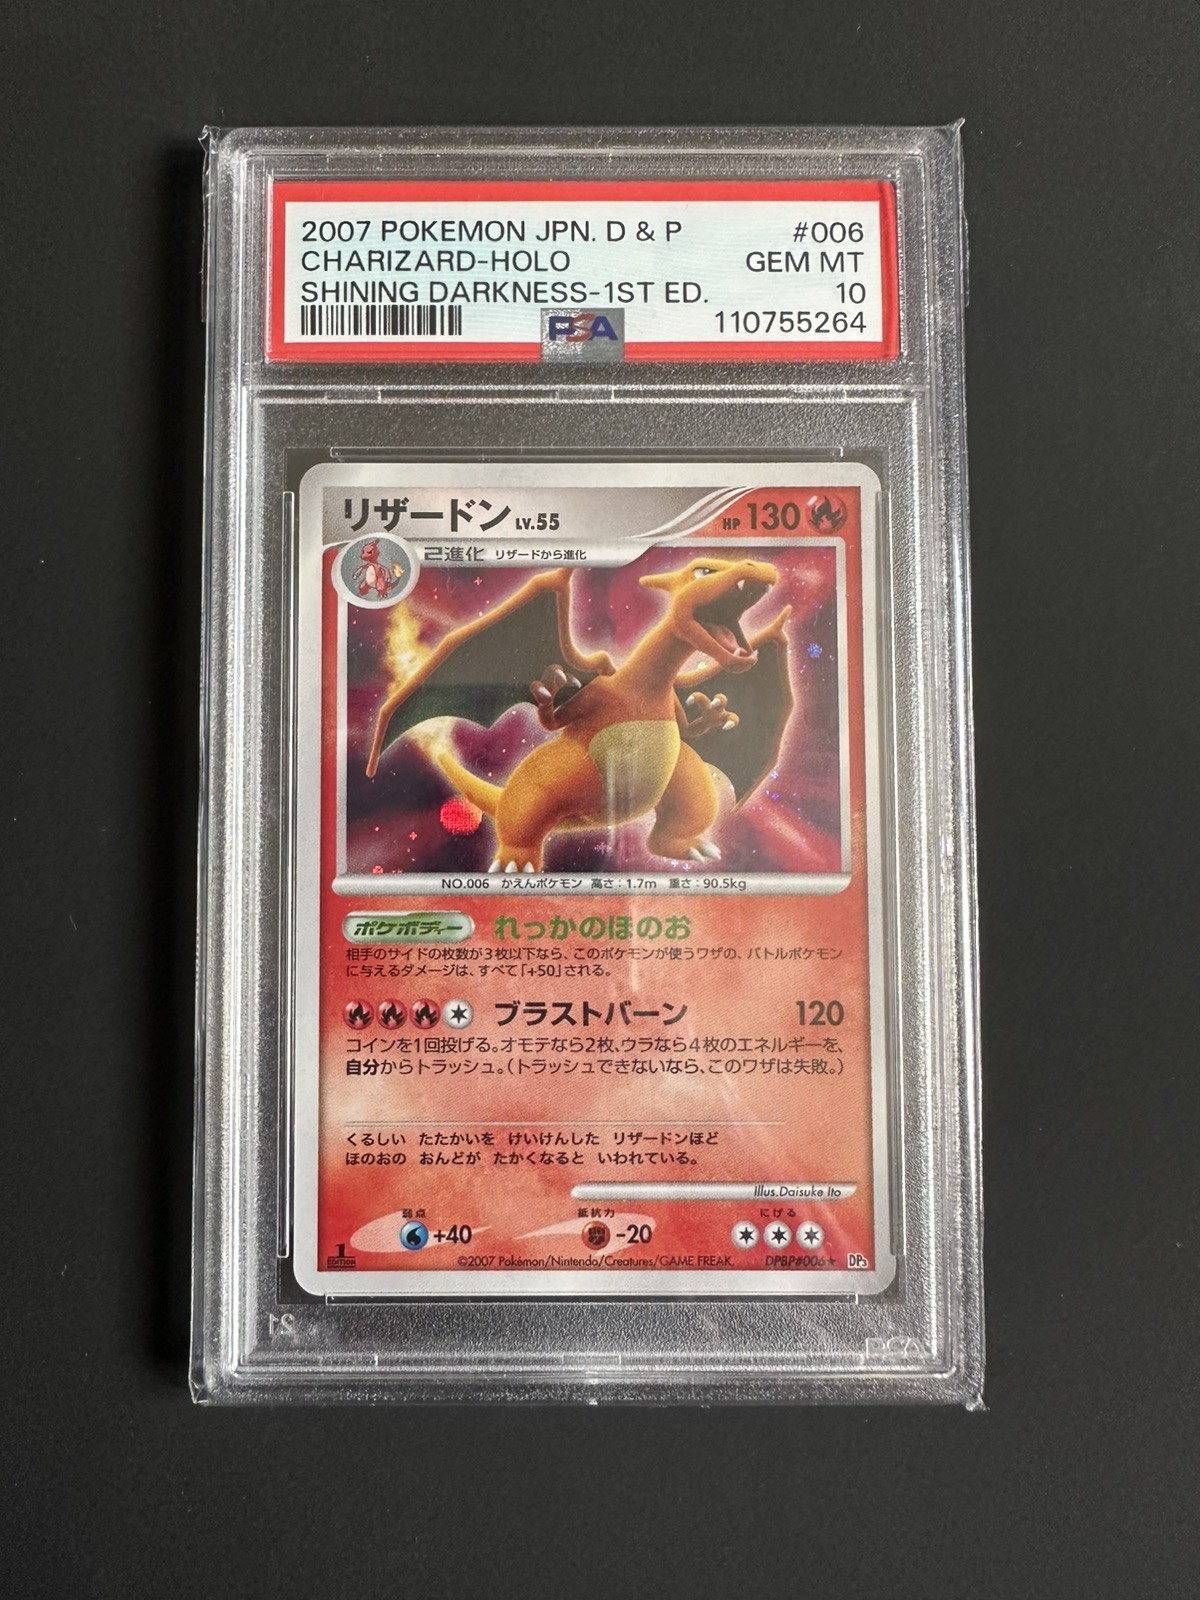 2007 POKEMON JPN. D & P #006
CHARIZARD-HOLO GEM MT
SHINING DARKNESS-1ST ED. 10
PSA 110755264
リザードン LV.55 HP 130
2進化 リザードから進化
NO.006 かえんポケモン 高さ：1.7m 重さ：90.5kg
ポケボディー れっかのほのお
相手のサイドの枚数が3枚以下なら、このポケモンが使うワザの、バトルポケモン
に与えるダメージは、すべて「+50」される。
ブラストバーン 120
コインを1回投げる。オモテなら2枚、ウラなら4枚のエネルギーを、
自分からトラッシュ。（トラッシュできないなら、このワザは失敗。）
くるしい たたかいを けいけんした リザードンほど
ほのおの おんどが たかくなると いわれている。
Illus.Daisuke Ito
弱点 抵抗力 にげる
+40 -20
1 EDITION ©2007 Pokémon/Nintendo/Creatures/GAME FREAK. DPBP#006★ DP3
21 PSA